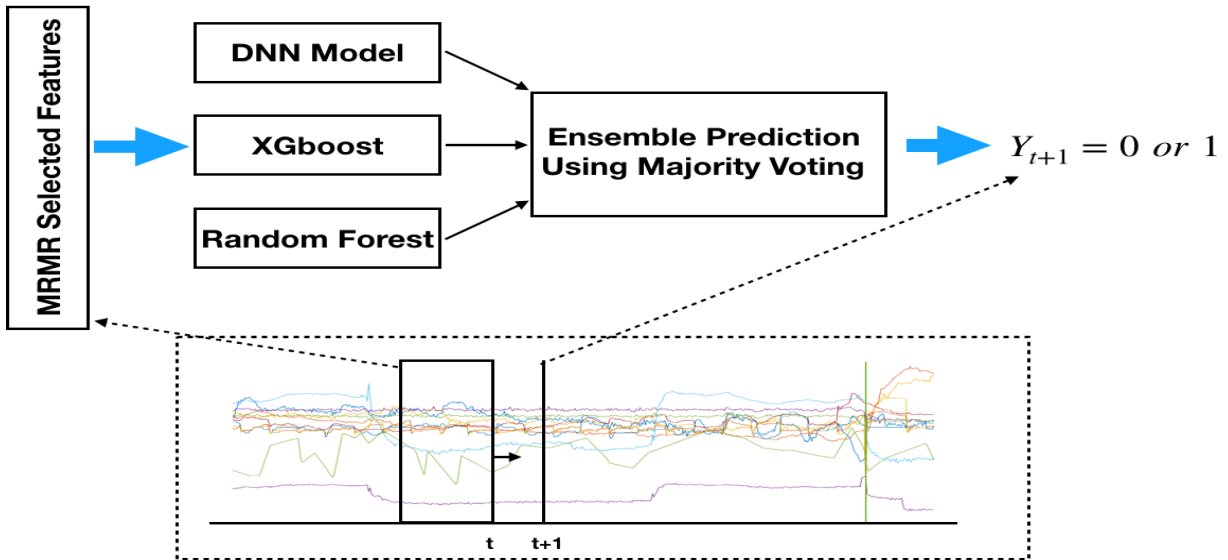 MRMR Selected Features
DNN Model
XGboost
Random Forest
Ensemble Prediction
Using Majority Voting
Y_{t+1} = 0 or 1
t
t+1